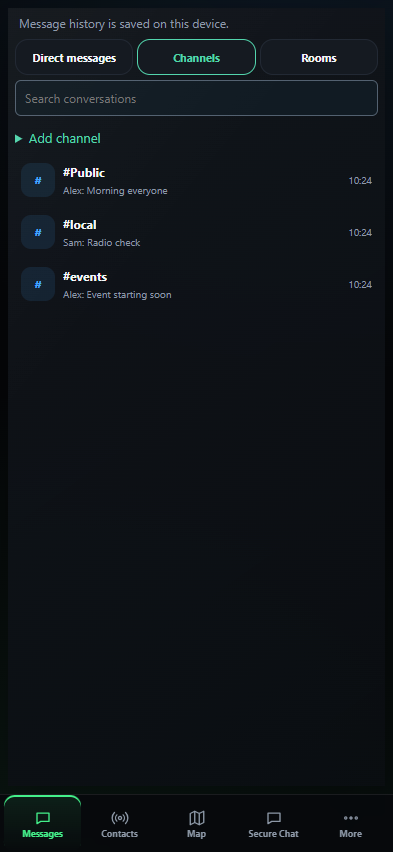 Message history is saved on this device.
Direct messages
Channels
Rooms
Search conversations
▶ Add channel
#
#Public
Alex: Morning everyone
10:24
#
#local
Sam: Radio check
10:24
#
#events
Alex: Event starting soon
10:24
Messages
Contacts
Map
Secure Chat
More